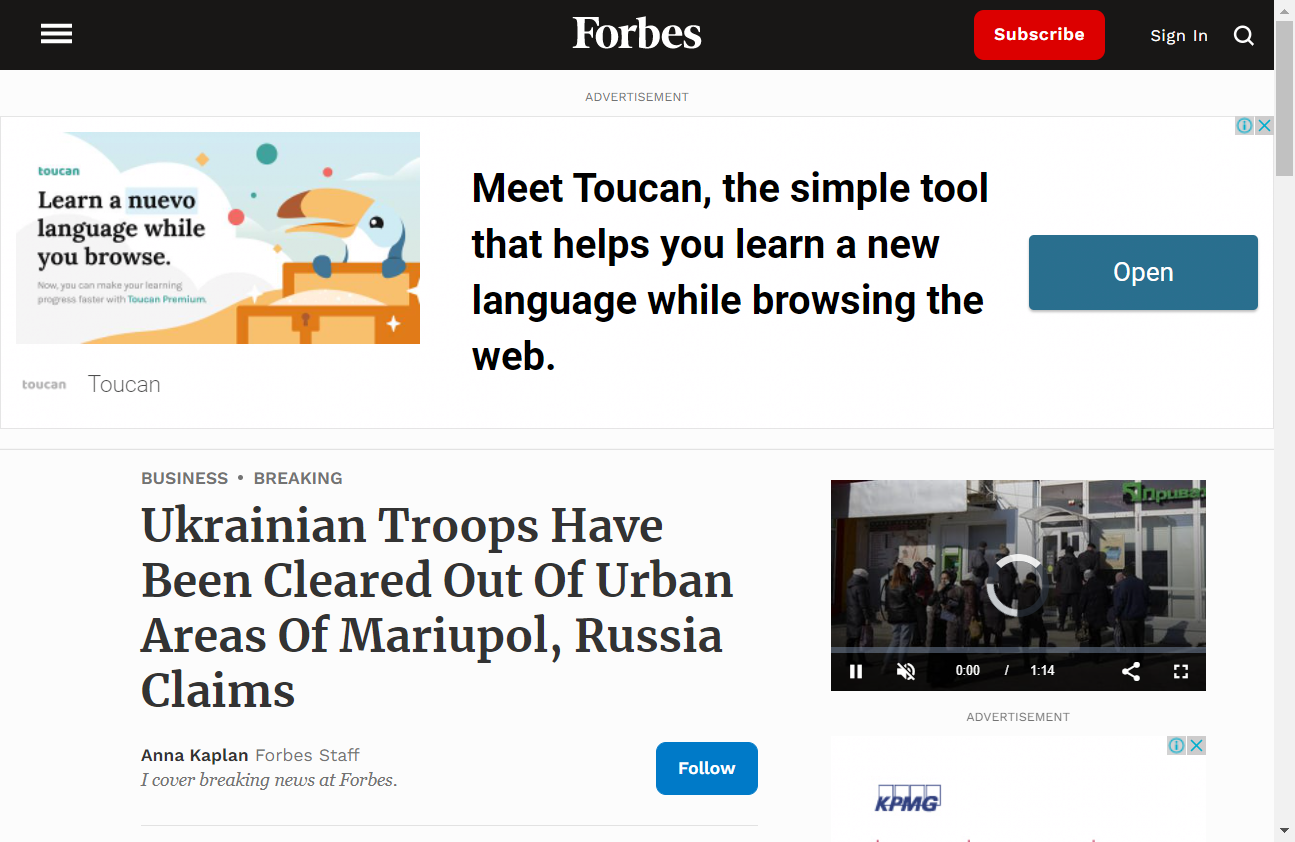 Forbes
Subscribe
Sign In
ADVERTISEMENT
toucan
Learn a nuevo
language while
you browse.
Now, you can make your learning
progress faster with Toucan Premium.
Meet Toucan, the simple tool
that helps you learn a new
language while browsing the
web.
Open
toucan
Toucan
BUSINESS • BREAKING
Ukrainian Troops Have
Been Cleared Out Of Urban
Areas Of Mariupol, Russia
Claims
Anna Kaplan Forbes Staff
I cover breaking news at Forbes.
Follow
Прива
0:00 / 1:14
ADVERTISEMENT
KPMG